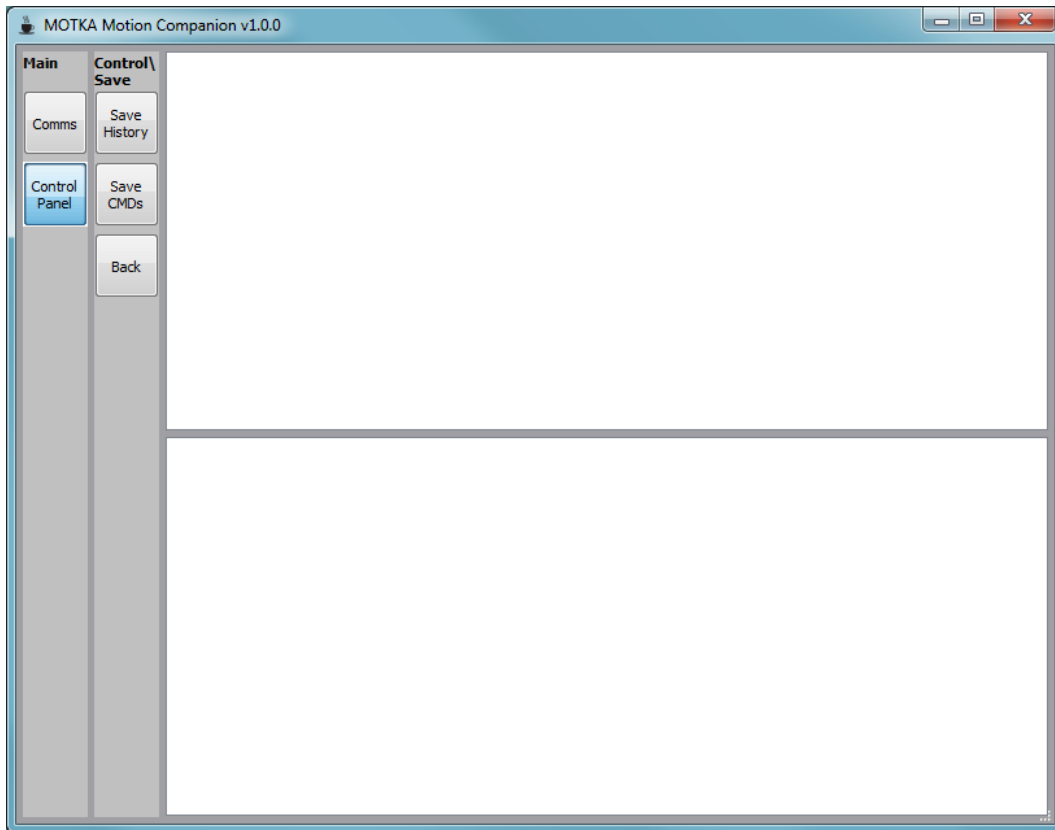 MOTKA Motion Companion v1.0.0
Main
Control\
Save
Comms
Save
History
Control
Panel
Save
CMDs
Back